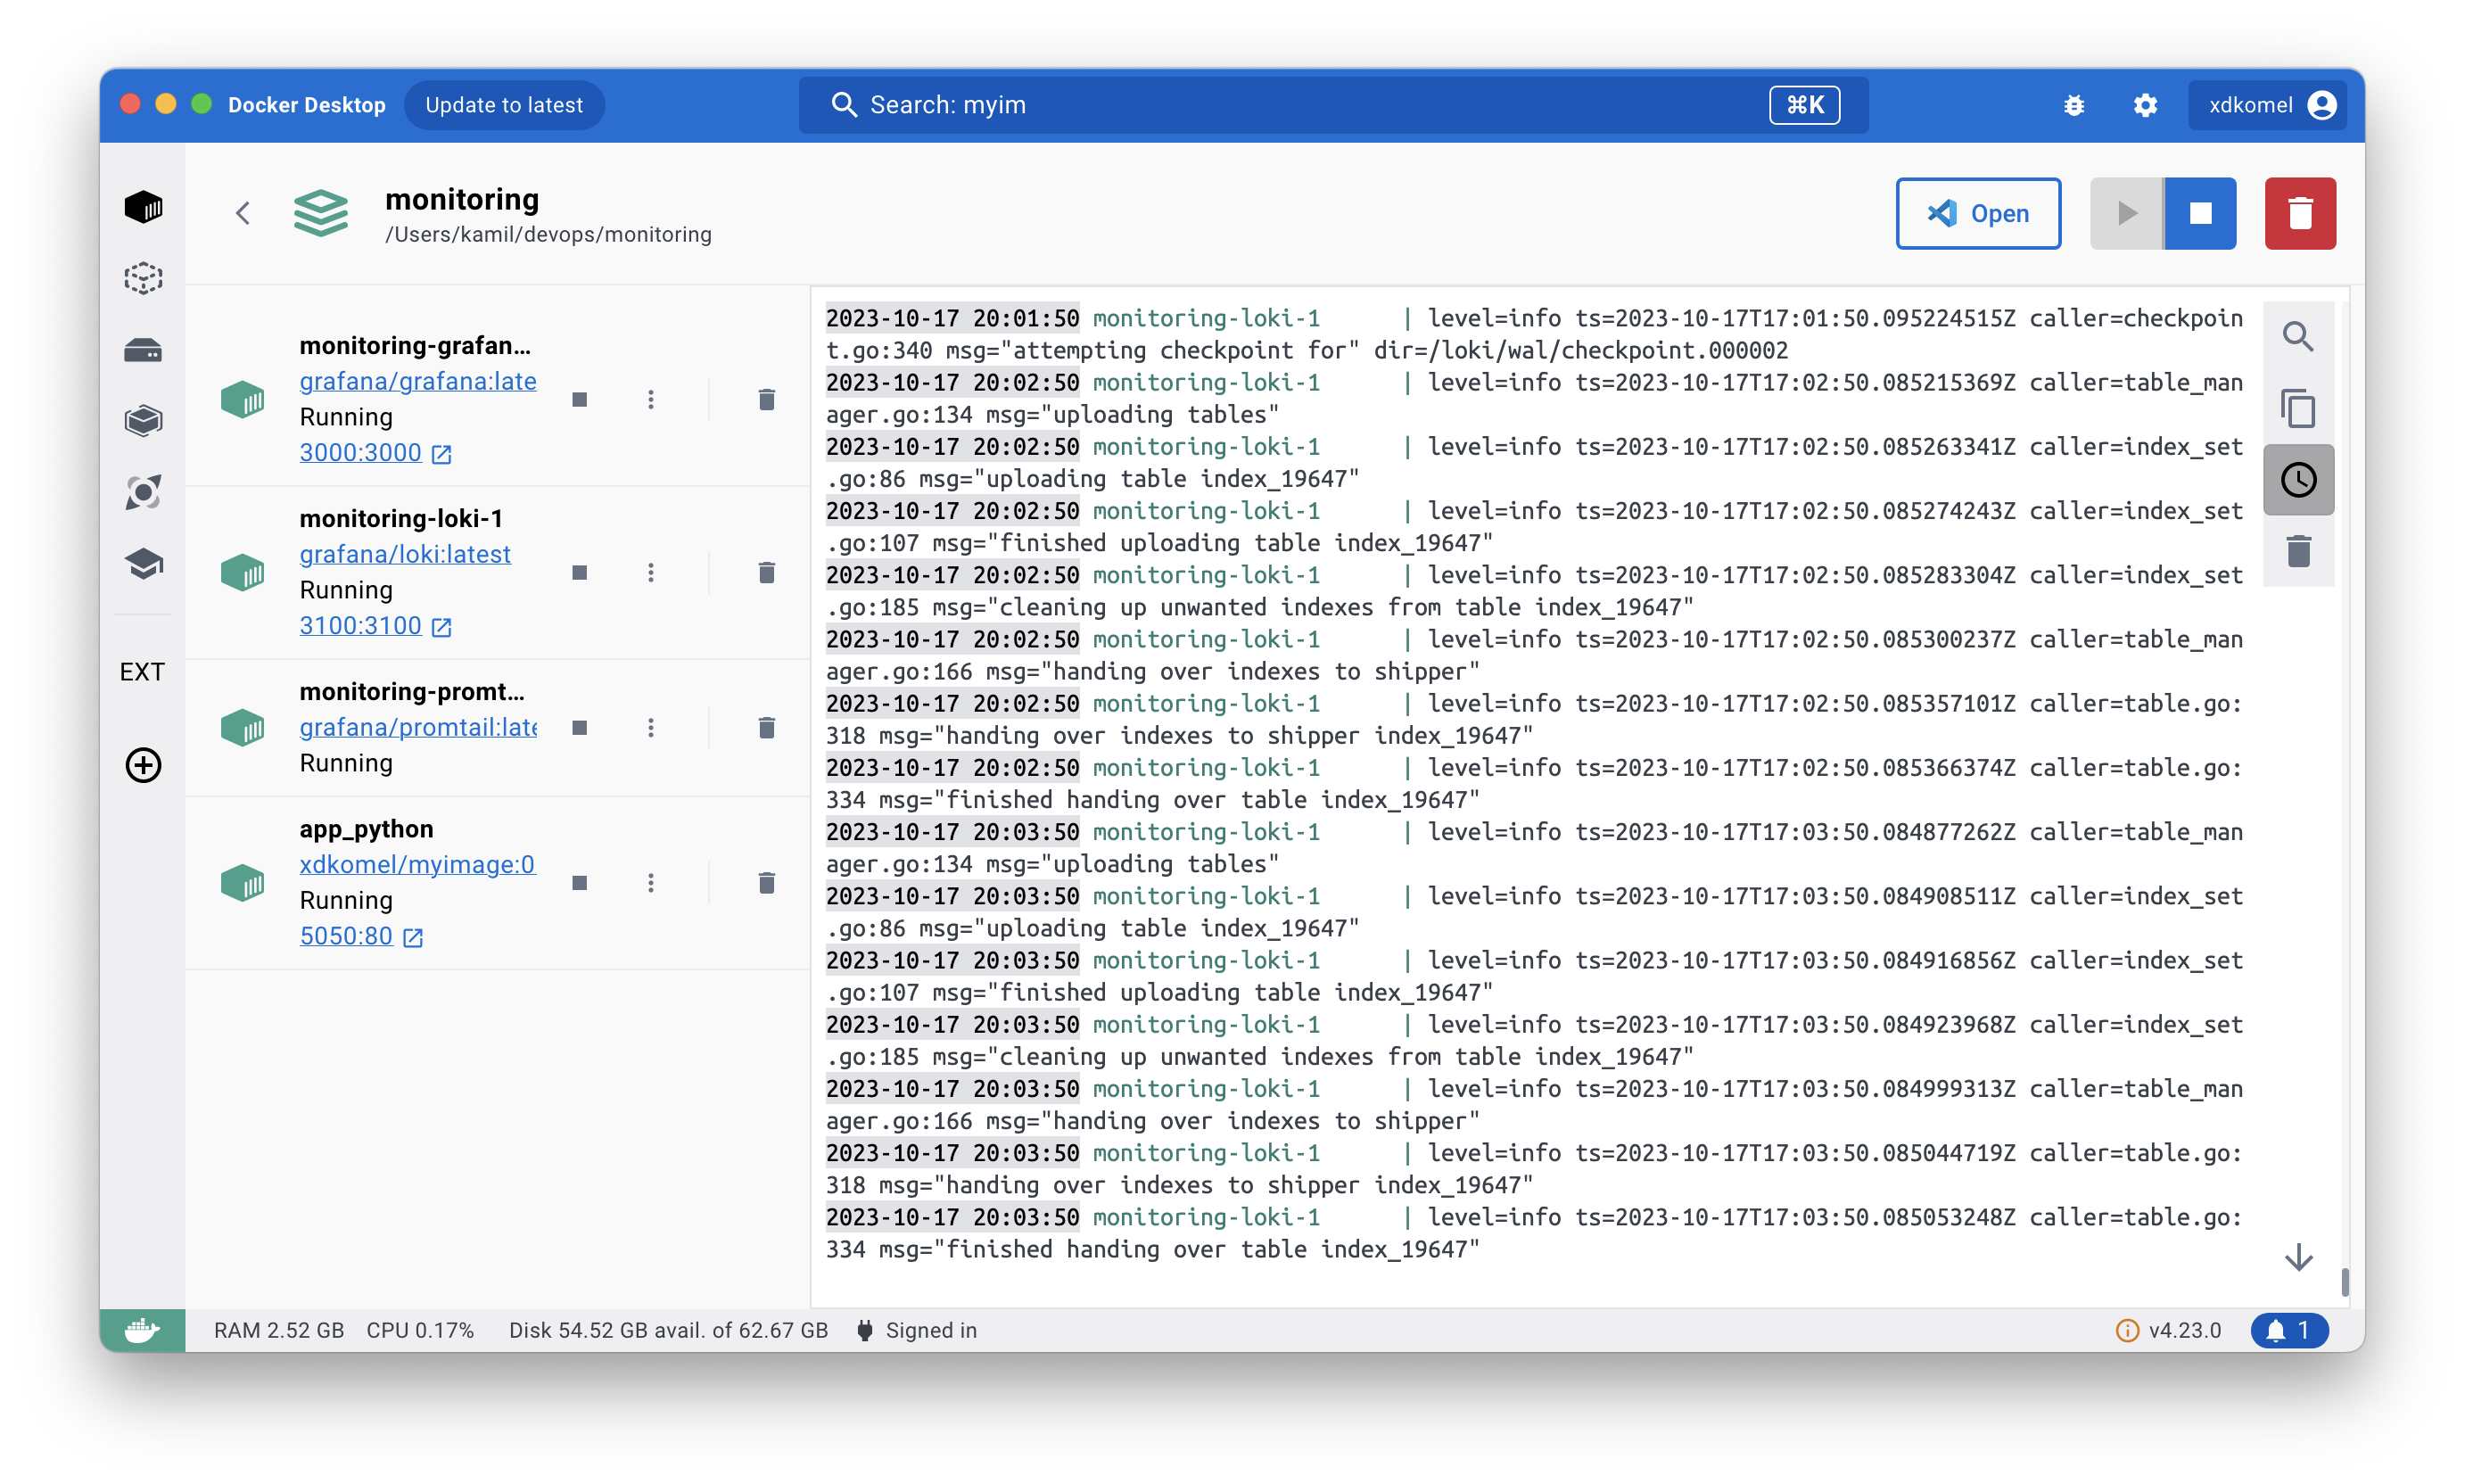 Docker Desktop
Update to latest
Search: myim
⌘K
xdkomel
monitoring
/Users/kamil/devops/monitoring
Open
monitoring-grafan...
grafana/grafana:late
Running
3000:3000
monitoring-loki-1
grafana/loki:latest
Running
3100:3100
EXT
monitoring-promt...
grafana/promtail:late
Running
app_python
xdkomel/myimage:0
Running
5050:80
2023-10-17 20:01:50 monitoring-loki-1 | level=info ts=2023-10-17T17:01:50.095224515Z caller=checkpoin
t.go:340 msg="attempting checkpoint for" dir=/loki/wal/checkpoint.000002
2023-10-17 20:02:50 monitoring-loki-1 | level=info ts=2023-10-17T17:02:50.085215369Z caller=table_man
ager.go:134 msg="uploading tables"
2023-10-17 20:02:50 monitoring-loki-1 | level=info ts=2023-10-17T17:02:50.085263341Z caller=index_set
.go:86 msg="uploading table index_19647"
2023-10-17 20:02:50 monitoring-loki-1 | level=info ts=2023-10-17T17:02:50.085274243Z caller=index_set
.go:107 msg="finished uploading table index_19647"
2023-10-17 20:02:50 monitoring-loki-1 | level=info ts=2023-10-17T17:02:50.085283304Z caller=index_set
.go:185 msg="cleaning up unwanted indexes from table index_19647"
2023-10-17 20:02:50 monitoring-loki-1 | level=info ts=2023-10-17T17:02:50.085300237Z caller=table_man
ager.go:166 msg="handing over indexes to shipper"
2023-10-17 20:02:50 monitoring-loki-1 | level=info ts=2023-10-17T17:02:50.085357101Z caller=table.go:
318 msg="handing over indexes to shipper index_19647"
2023-10-17 20:02:50 monitoring-loki-1 | level=info ts=2023-10-17T17:02:50.085366374Z caller=table.go:
334 msg="finished handing over table index_19647"
2023-10-17 20:03:50 monitoring-loki-1 | level=info ts=2023-10-17T17:03:50.084877262Z caller=table_man
ager.go:134 msg="uploading tables"
2023-10-17 20:03:50 monitoring-loki-1 | level=info ts=2023-10-17T17:03:50.084908511Z caller=index_set
.go:86 msg="uploading table index_19647"
2023-10-17 20:03:50 monitoring-loki-1 | level=info ts=2023-10-17T17:03:50.084916856Z caller=index_set
.go:107 msg="finished uploading table index_19647"
2023-10-17 20:03:50 monitoring-loki-1 | level=info ts=2023-10-17T17:03:50.084923968Z caller=index_set
.go:185 msg="cleaning up unwanted indexes from table index_19647"
2023-10-17 20:03:50 monitoring-loki-1 | level=info ts=2023-10-17T17:03:50.084999313Z caller=table_man
ager.go:166 msg="handing over indexes to shipper"
2023-10-17 20:03:50 monitoring-loki-1 | level=info ts=2023-10-17T17:03:50.085044719Z caller=table.go:
318 msg="handing over indexes to shipper index_19647"
2023-10-17 20:03:50 monitoring-loki-1 | level=info ts=2023-10-17T17:03:50.085053248Z caller=table.go:
334 msg="finished handing over table index_19647"
RAM 2.52 GB CPU 0.17% Disk 54.52 GB avail. of 62.67 GB Signed in
v4.23.0
1